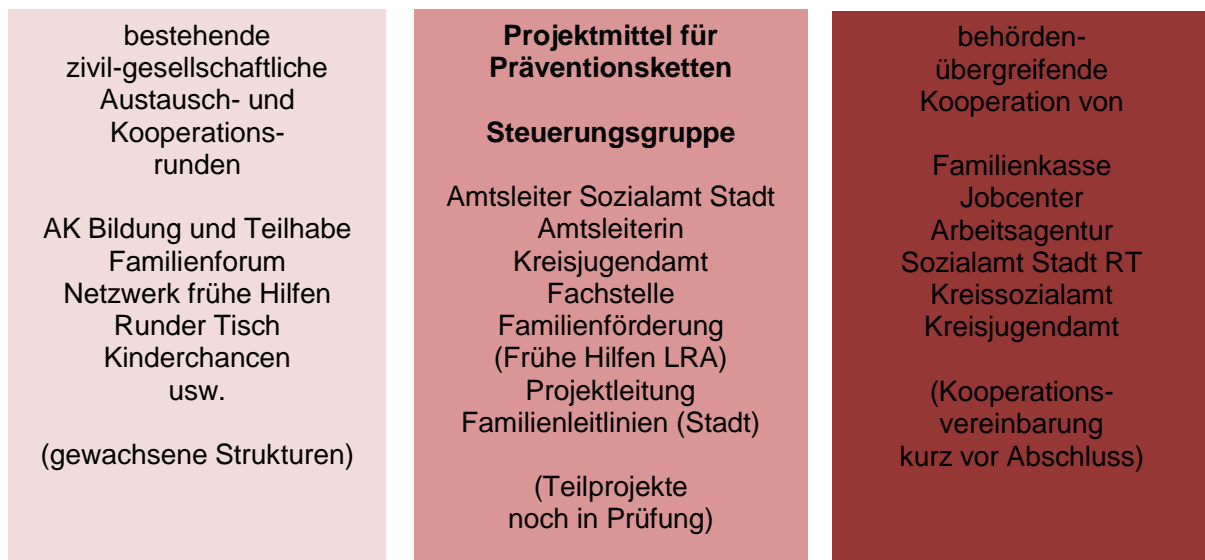 bestehende
zivil-gesellschaftliche
Austausch- und
Kooperations-
runden
AK Bildung und Teilhabe
Familienforum
Netzwerk frühe Hilfen
Runder Tisch
Kinderchancen
usw.
(gewachsene Strukturen)
Projektmittel für
Präventionsketten
Steuerungsgruppe
Amtsleiter Sozialamt Stadt
Amtsleiterin
Kreisjugendamt
Fachstelle
Familienförderung
(Frühe Hilfen LRA)
Projektleitung
Familienleitlinien (Stadt)
(Teilprojekte
noch in Prüfung)
behörden-
übergreifende
Kooperation von
Familienkasse
Jobcenter
Arbeitsagentur
Sozialamt Stadt RT
Kreissozialamt
Kreisjugendamt
(Kooperations-
vereinbarung
kurz vor Abschluss)